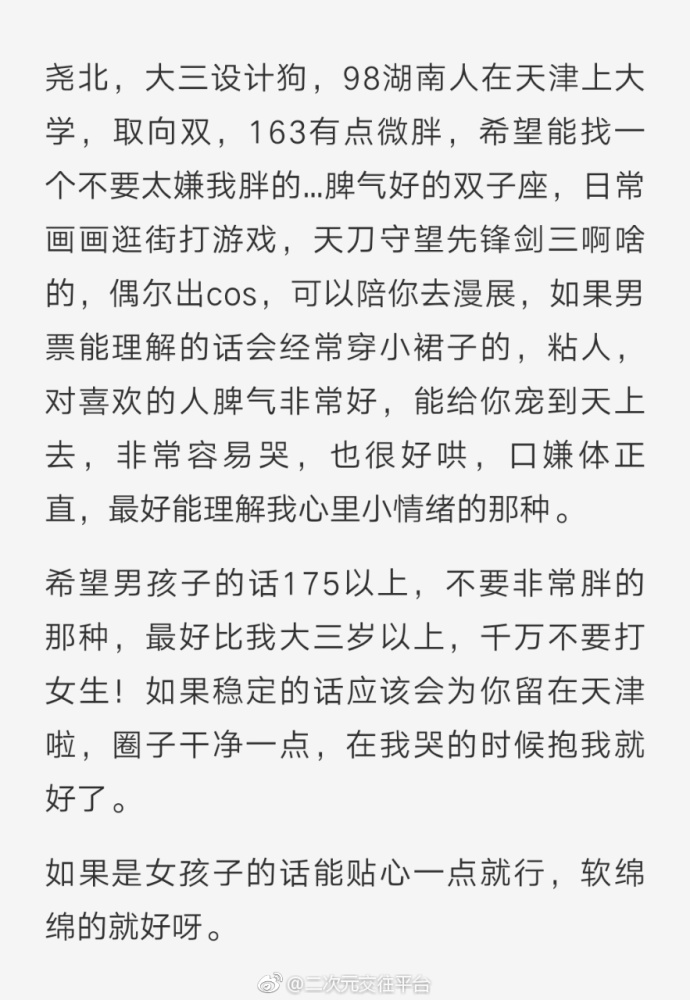 尧北，大三设计狗，98湖南人在天津上大
学，取向双，163有点微胖，希望能找一
个不要太嫌我胖的...脾气好的双子座，日常
画画逛街打游戏，天刀守望先锋剑三啊啥
的，偶尔出cos，可以陪你去漫展，如果男
票能理解的话会经常穿小裙子的，粘人，
对喜欢的人脾气非常好，能给你宠到天上
去，非常容易哭，也很好哄，口嫌体正
直，最好能理解我心里小情绪的那种。
希望男孩子的话175以上，不要非常胖的
那种，最好比我大三岁以上，千万不要打
女生！如果稳定的话应该会为你留在天津
啦，圈子干净一点，在我哭的时候抱我就
好了。
如果是女孩子的话能贴心一点就行，软绵
绵的就好呀。
@二次元交往平台